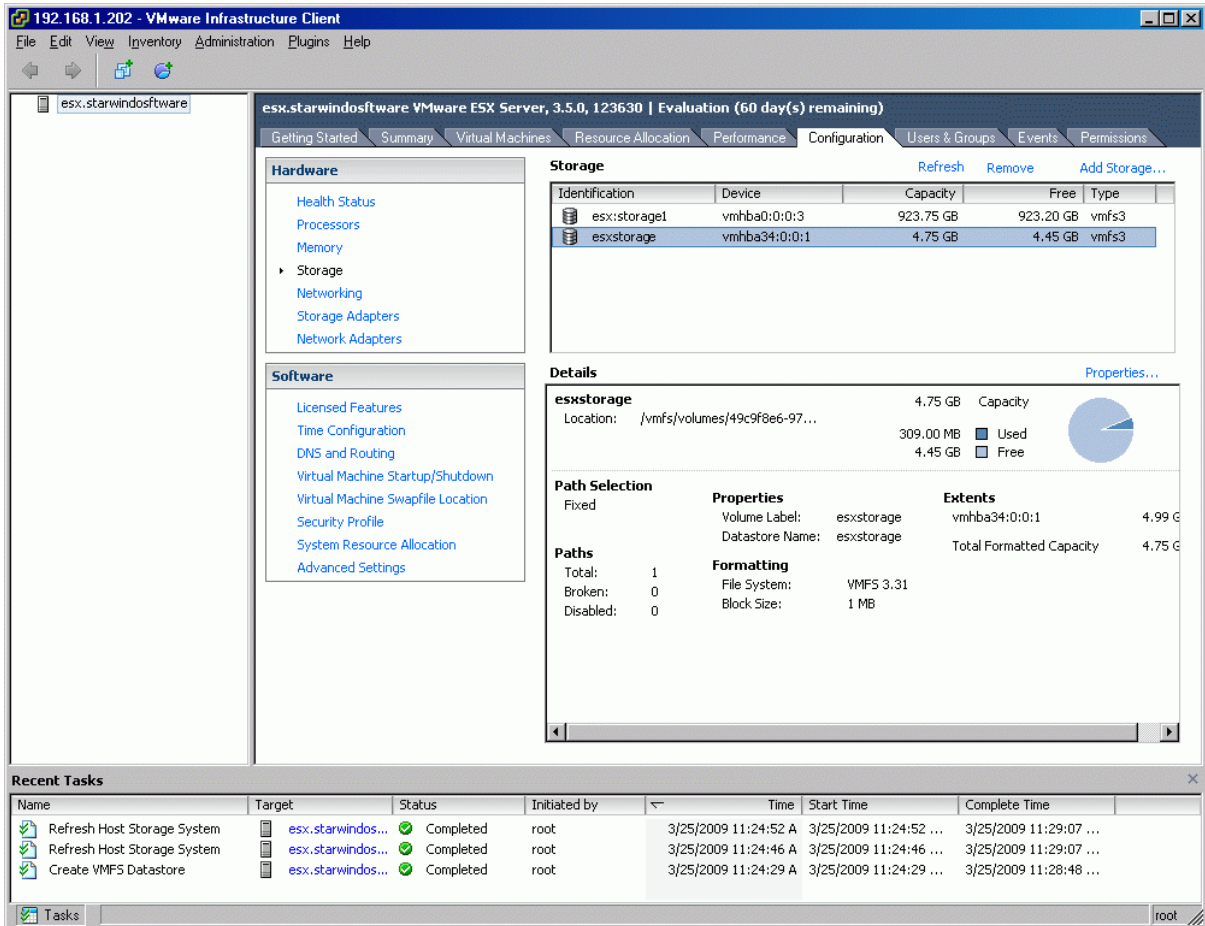 192.168.1.202 - VMware Infrastructure Client
File Edit View Inventory Administration Plugins Help
esx.starwindosftware
esx.starwindosftware VMware ESX Server, 3.5.0, 123630 | Evaluation (60 day(s) remaining)
Getting Started Summary Virtual Machines Resource Allocation Performance Configuration Users & Groups Events Permissions
Hardware
Health Status
Processors
Memory
Storage
Networking
Storage Adapters
Network Adapters
Software
Licensed Features
Time Configuration
DNS and Routing
Virtual Machine Startup/Shutdown
Virtual Machine Swapfile Location
Security Profile
System Resource Allocation
Advanced Settings
Storage Refresh Remove Add Storage...
Identification Device Capacity Free Type
esx:storage1 vmhba0:0:0:3 923.75 GB 923.20 GB vmfs3
esxstorage vmhba34:0:0:1 4.75 GB 4.45 GB vmfs3
Details Properties...
esxstorage 4.75 GB Capacity
Location: /vmfs/volumes/49c9f8e6-97...
309.00 MB Used
4.45 GB Free
Path Selection
Fixed
Paths
Total: 1
Broken: 0
Disabled: 0
Properties
Volume Label: esxstorage
Datastore Name: esxstorage
Formatting
File System: VMFS 3.31
Block Size: 1 MB
Extents
vmhba34:0:0:1 4.99 G
Total Formatted Capacity 4.75 G
Recent Tasks
Name Target Status Initiated by Time Start Time Complete Time
Refresh Host Storage System esx.starwindos... Completed root 3/25/2009 11:24:52 A 3/25/2009 11:24:52 ... 3/25/2009 11:29:07 ...
Refresh Host Storage System esx.starwindos... Completed root 3/25/2009 11:24:46 A 3/25/2009 11:24:46 ... 3/25/2009 11:29:07 ...
Create VMFS Datastore esx.starwindos... Completed root 3/25/2009 11:24:29 A 3/25/2009 11:24:29 ... 3/25/2009 11:28:48 ...
Tasks root